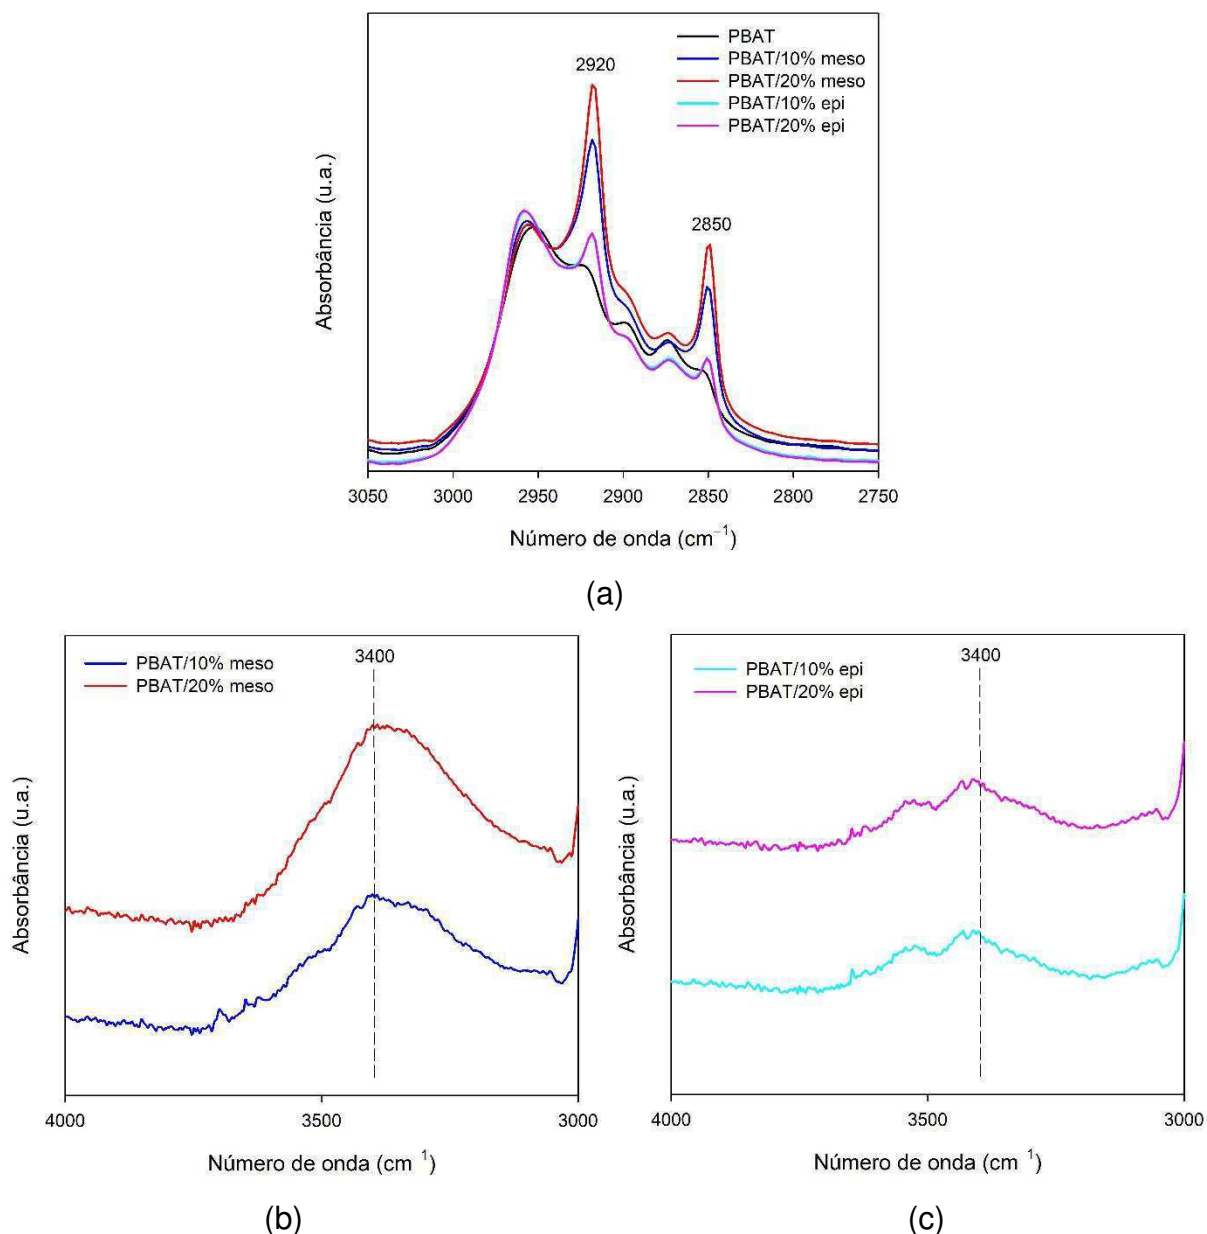 PBAT
PBAT/10% meso
PBAT/20% meso
PBAT/10% epi
PBAT/20% epi
2920
2850
Absorbância (u.a.)
3050 3000 2950 2900 2850 2800 2750
Número de onda (cm⁻¹)
(a)
PBAT/10% meso
PBAT/20% meso
3400
Absorbância (u.a.)
4000 3500 3000
Número de onda (cm⁻¹)
(b)
PBAT/10% epi
PBAT/20% epi
3400
Absorbância (u.a.)
4000 3500 3000
Número de onda (cm⁻¹)
(c)